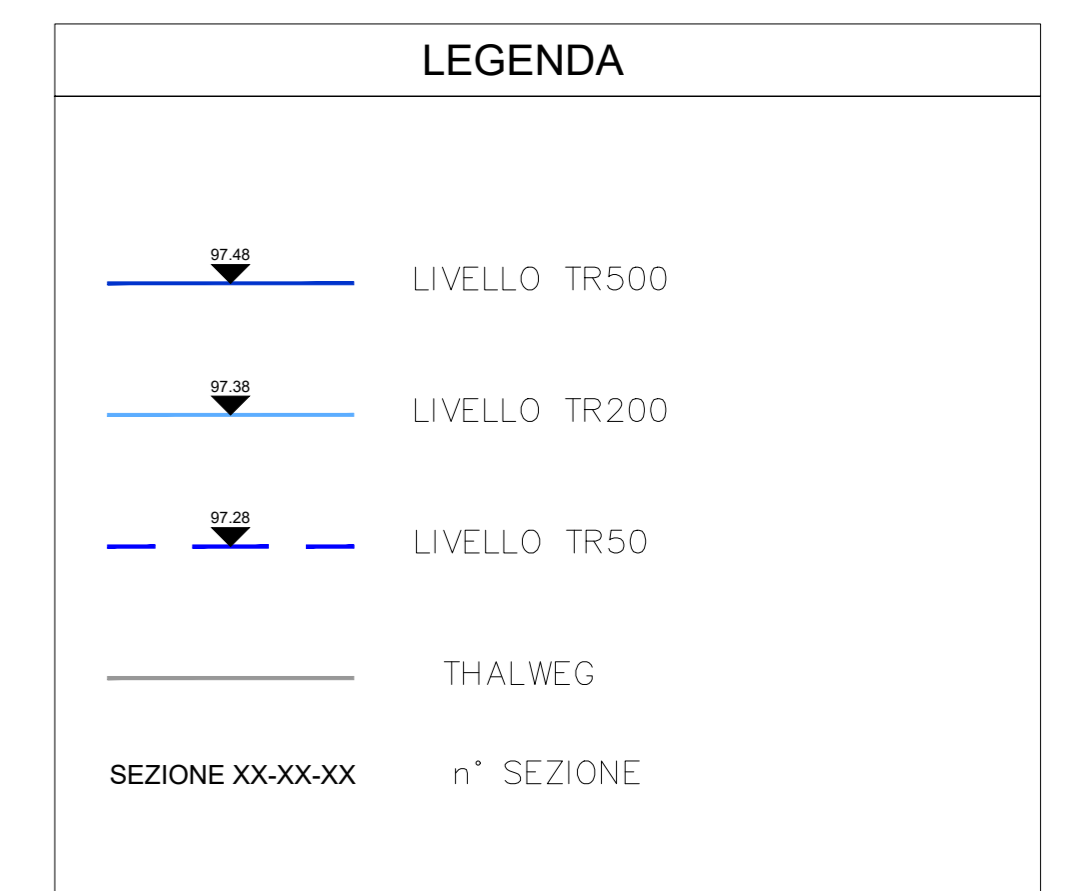 LEGENDA
97.48
LIVELLO TR500
97.38
LIVELLO TR200
97.28
LIVELLO TR50
THALWEG
SEZIONE XX-XX-XX n° SEZIONE